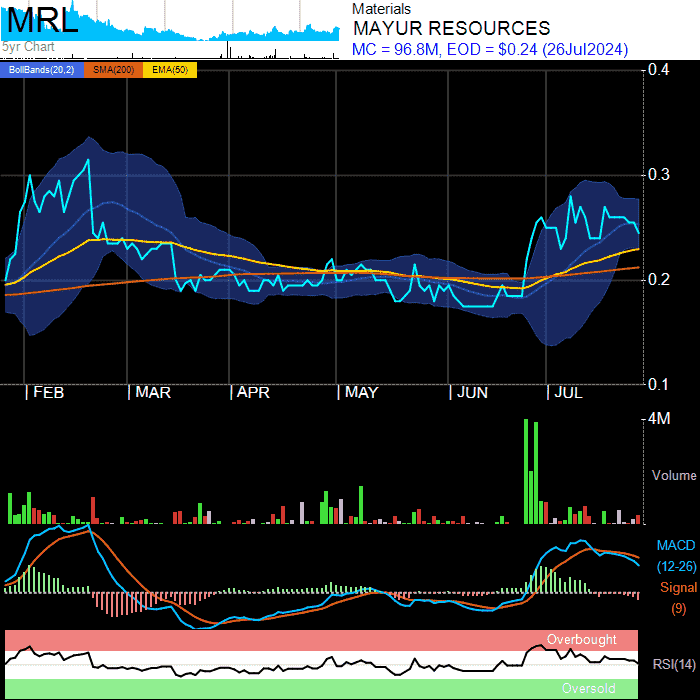 MRL
5yr Chart
Materials
MAYUR RESOURCES
MC = 96.8M, EOD = $0.24 (26Jul2024)
BollBands(20,2) SMA(200) EMA(50)
0.4
0.3
0.2
0.1
FEB MAR APR MAY JUN JUL
4M
Volume
MACD
(12-26)
Signal
(9)
Overbought
RSI(14)
Oversold